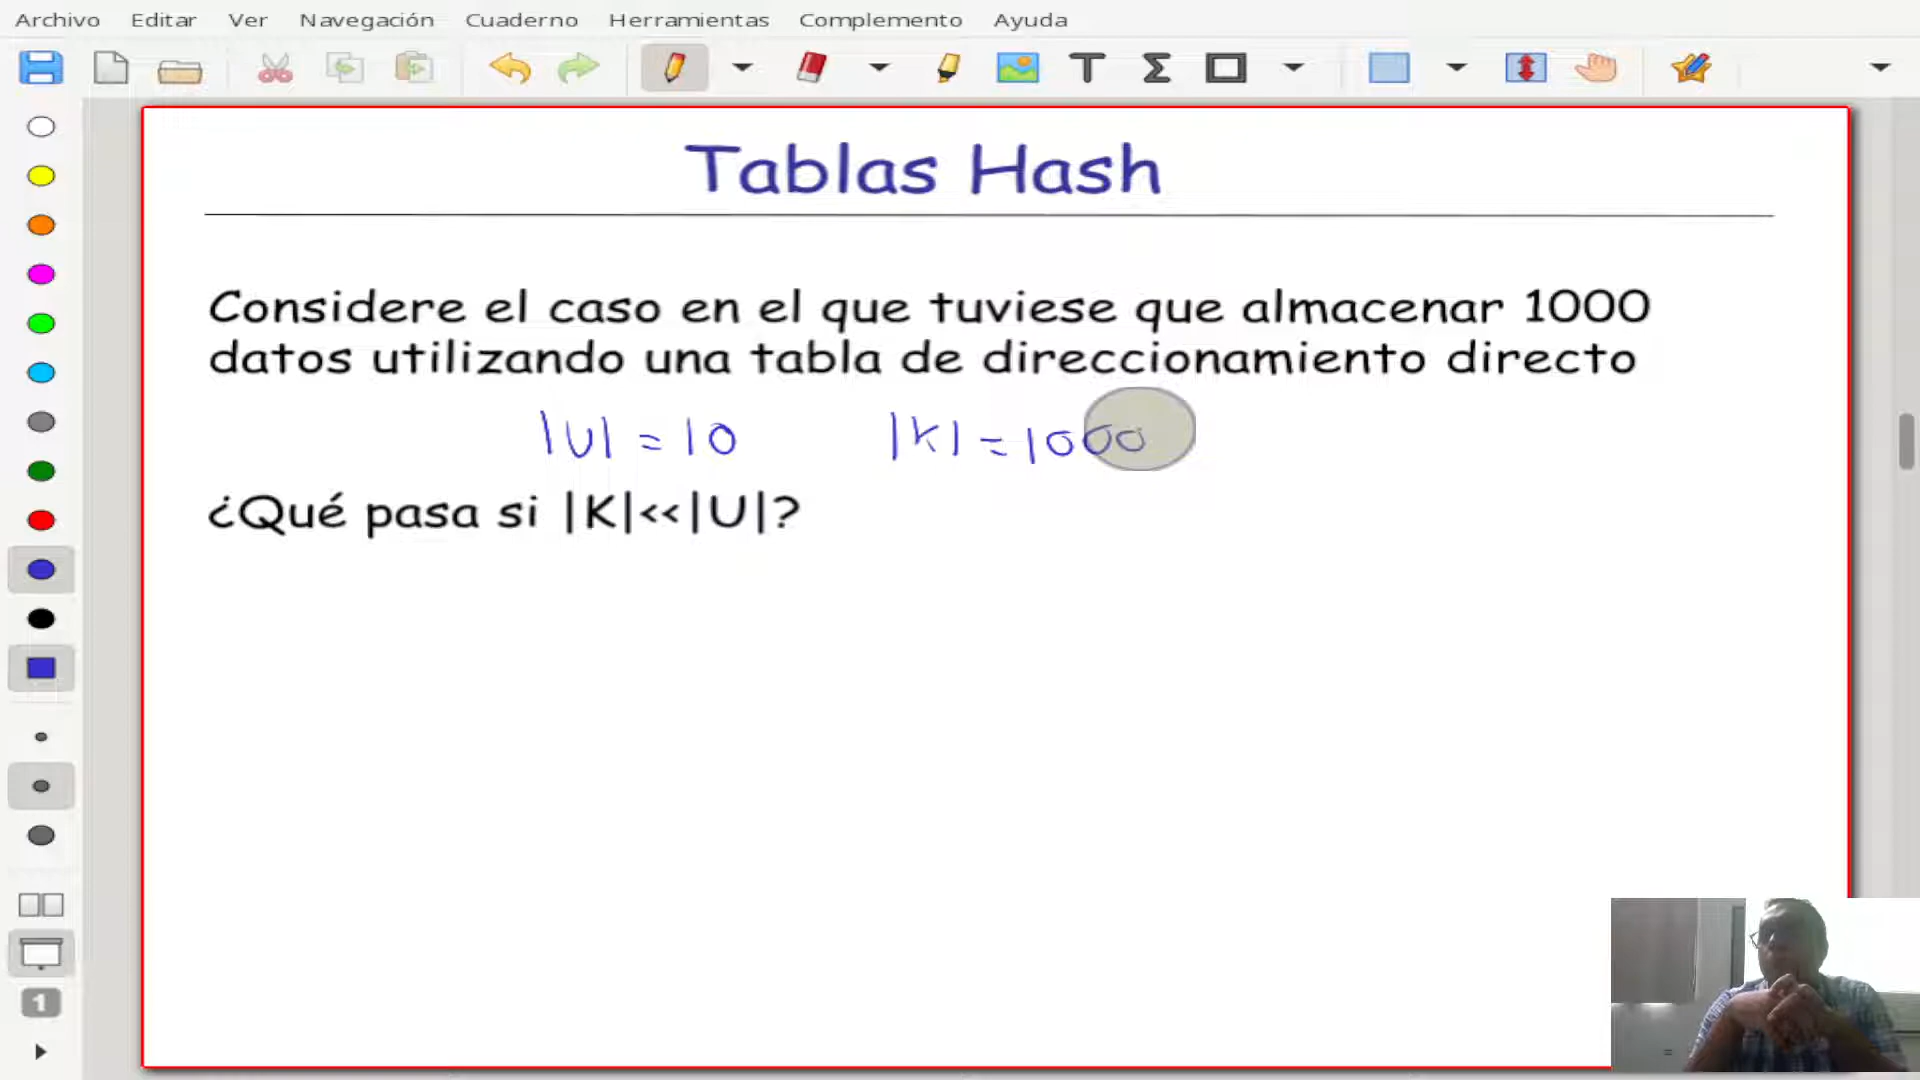 Archivo Editar Ver Navegación Cuaderno Herramientas Complemento Ayuda
Tablas Hash
Considere el caso en el que tuviese que almacenar 1000
datos utilizando una tabla de direccionamiento directo
|U| = 10 |K| = 1000
¿Qué pasa si |K|<<|U|?
1